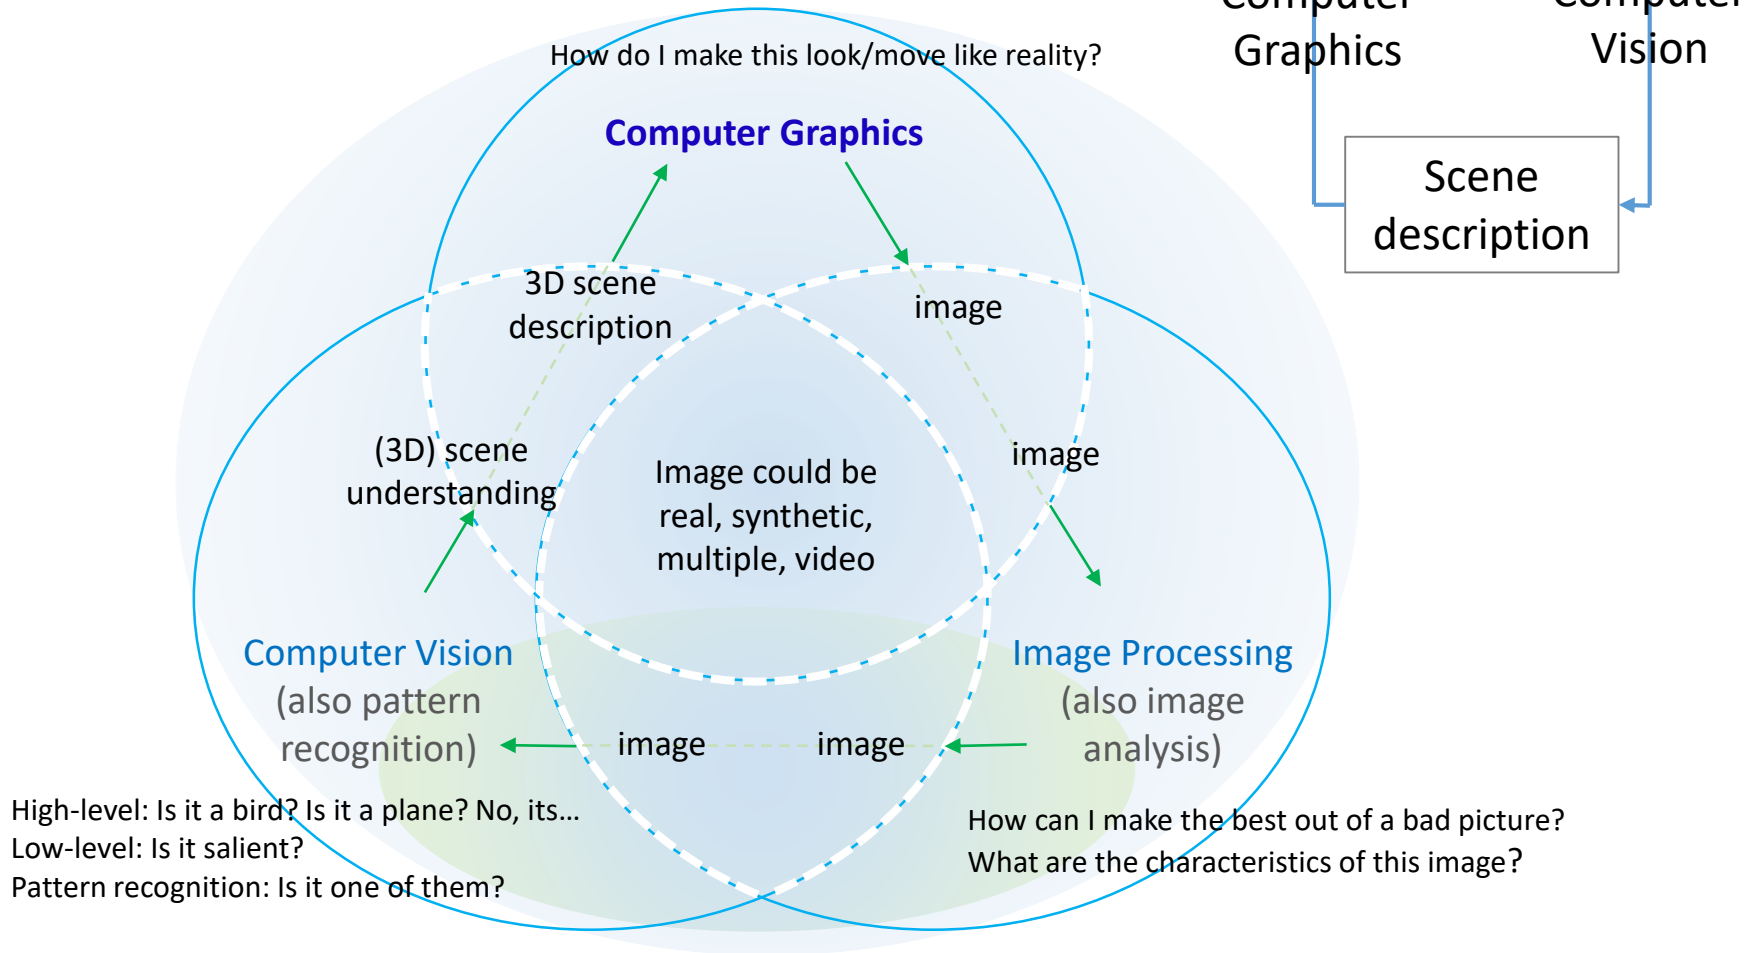 Computer
Graphics
Computer
Vision
Scene
description
How do I make this look/move like reality?
Computer Graphics
3D scene
description
image
(3D) scene
understanding
image
Image could be
real, synthetic,
multiple, video
Computer Vision
(also pattern
recognition)
Image Processing
(also image
analysis)
image
image
High-level: Is it a bird? Is it a plane? No, its…
Low-level: Is it salient?
Pattern recognition: Is it one of them?
How can I make the best out of a bad picture?
What are the characteristics of this image?